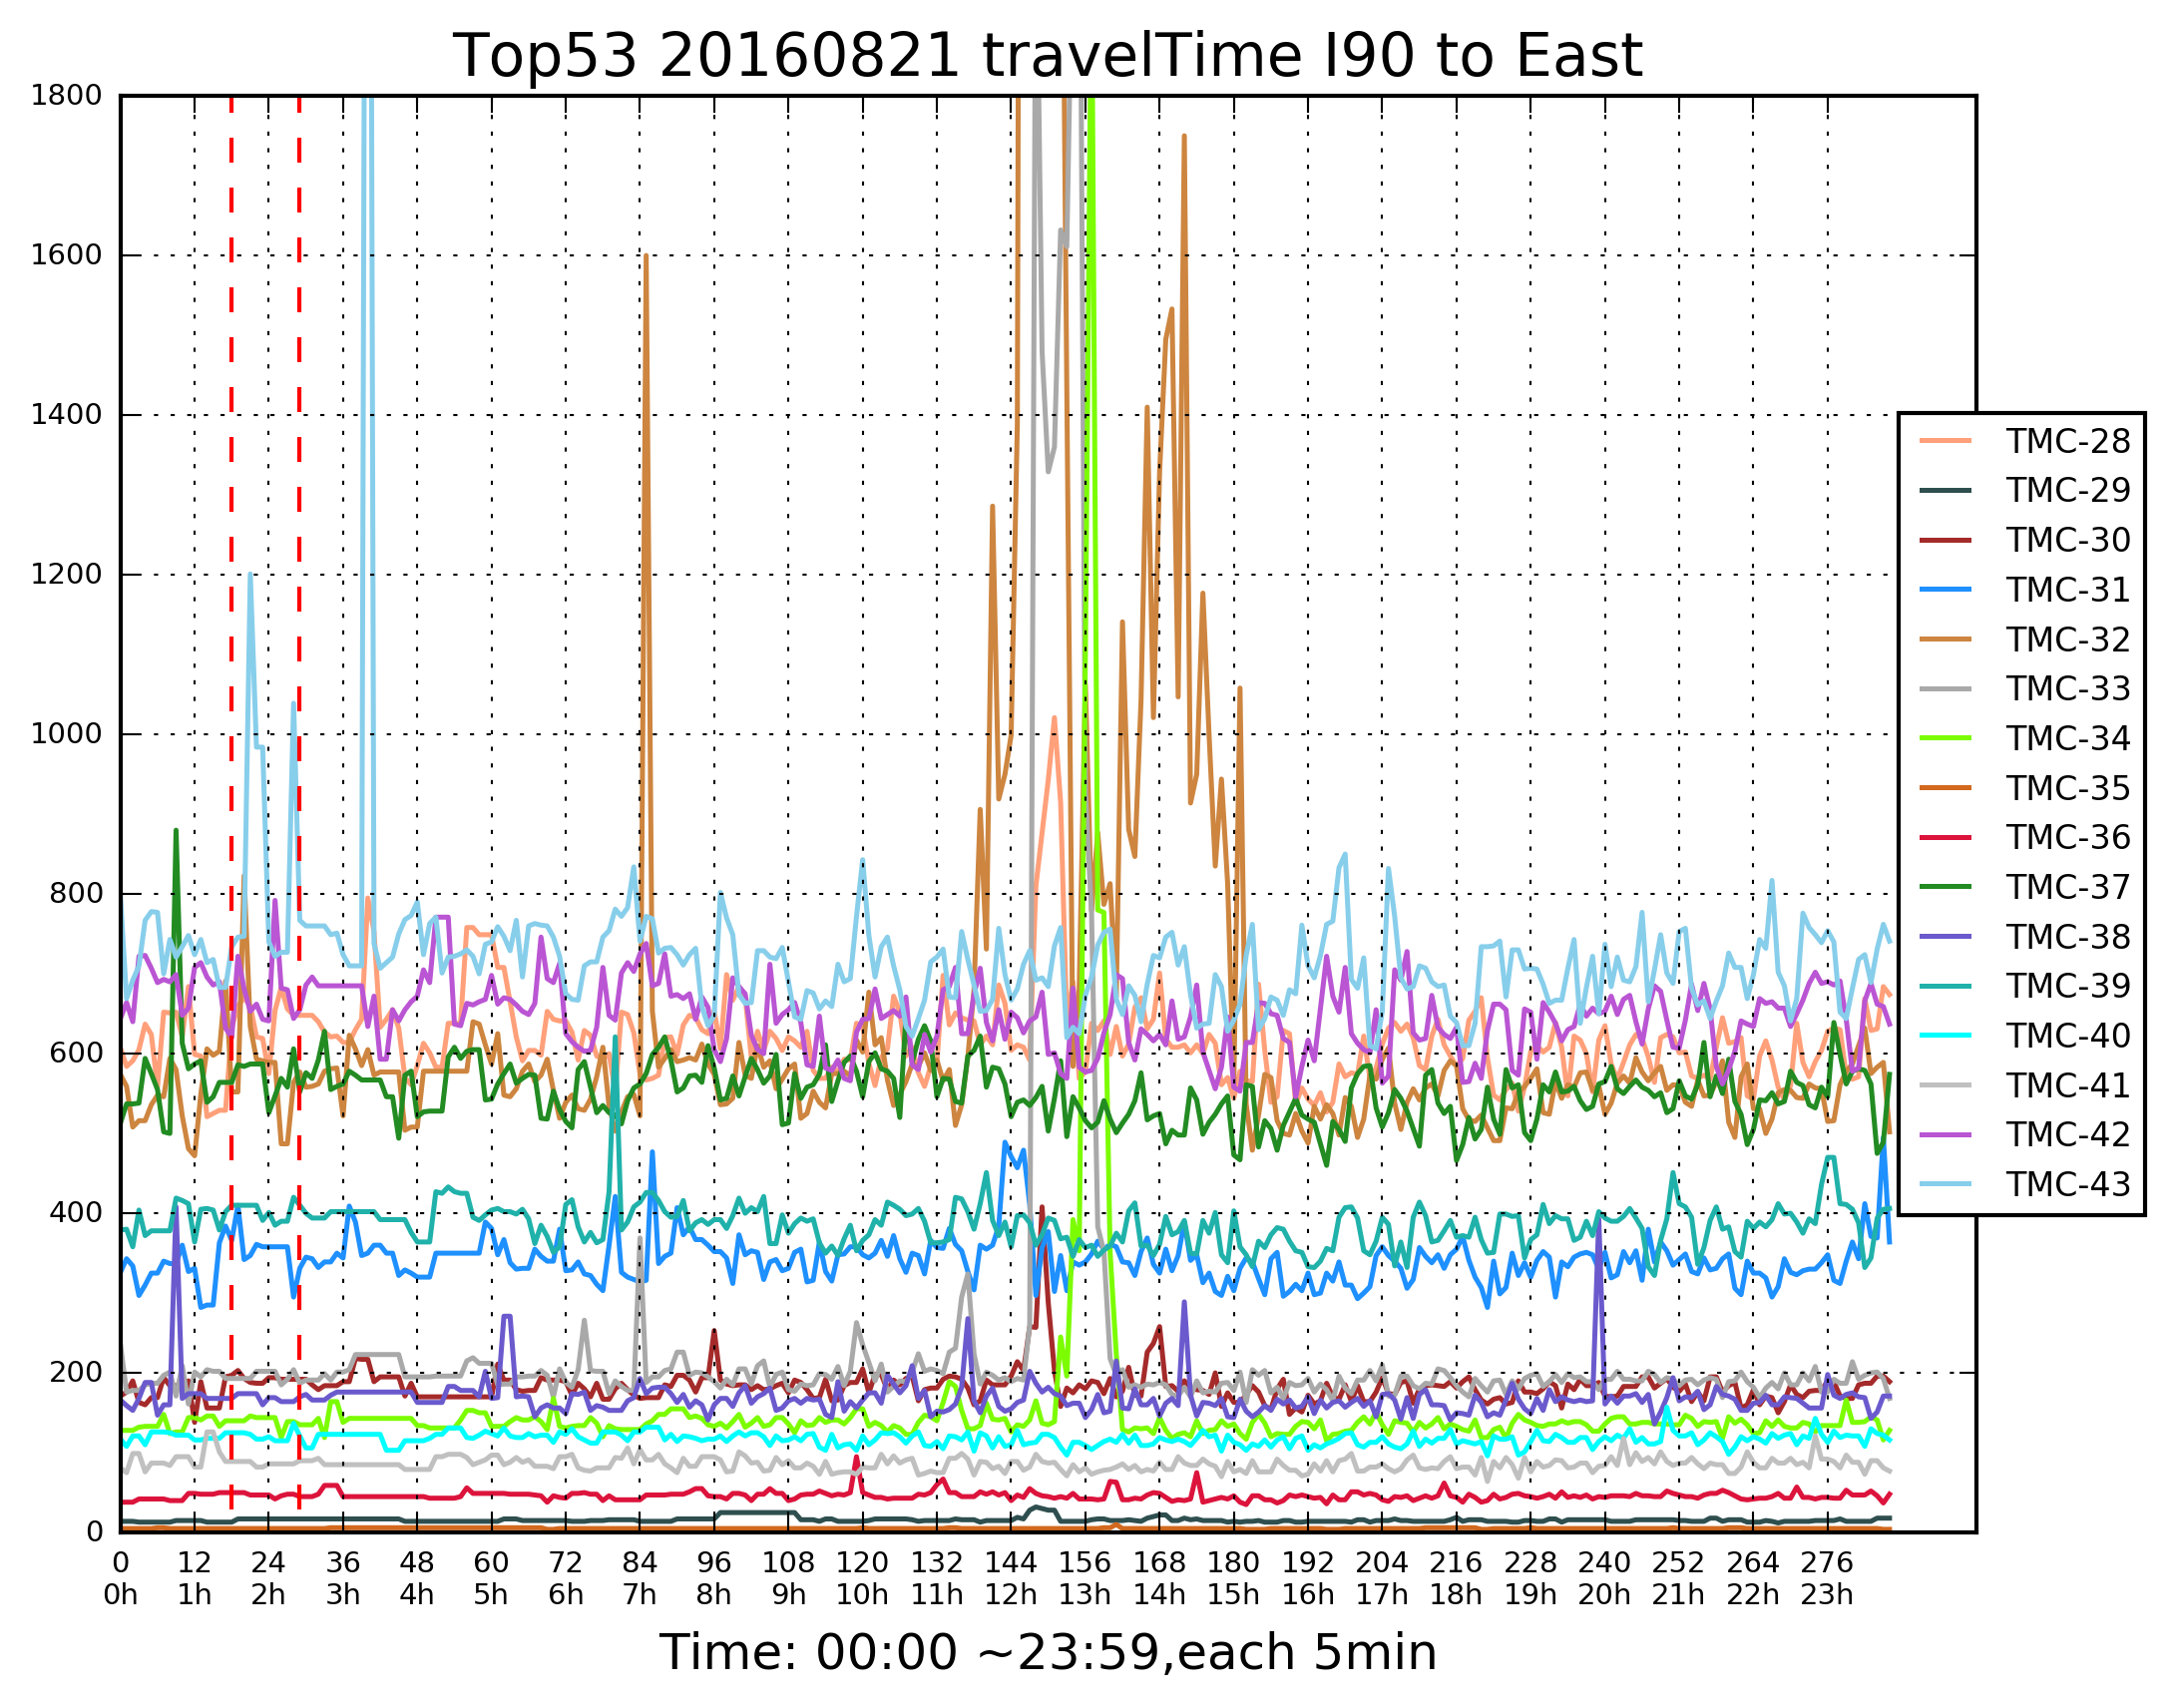 Top53 20160821 travelTime I90 to East
1800
1600
1400
1200
1000
800
600
400
200
0
0 12 24 36 48 60 72 84 96 108 120 132 144 156 168 180 192 204 216 228 240 252 264 276
0h 1h 2h 3h 4h 5h 6h 7h 8h 9h 10h 11h 12h 13h 14h 15h 16h 17h 18h 19h 20h 21h 22h 23h
Time: 00:00 ~23:59,each 5min
TMC-28
TMC-29
TMC-30
TMC-31
TMC-32
TMC-33
TMC-34
TMC-35
TMC-36
TMC-37
TMC-38
TMC-39
TMC-40
TMC-41
TMC-42
TMC-43